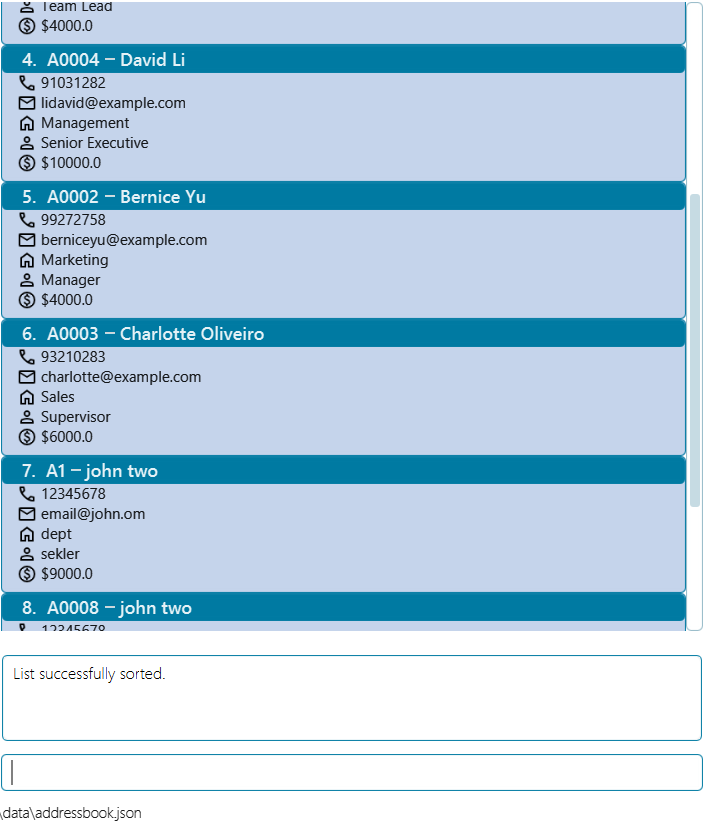 Team Lead
$4000.0
4. A0004 – David Li
91031282
lidavid@example.com
Management
Senior Executive
$10000.0
5. A0002 – Bernice Yu
99272758
berniceyu@example.com
Marketing
Manager
$4000.0
6. A0003 – Charlotte Oliveiro
93210283
charlotte@example.com
Sales
Supervisor
$6000.0
7. A1 – john two
12345678
email@john.om
dept
sekler
$9000.0
8. A0008 – john two
12345678
List successfully sorted.
\data\addressbook.json